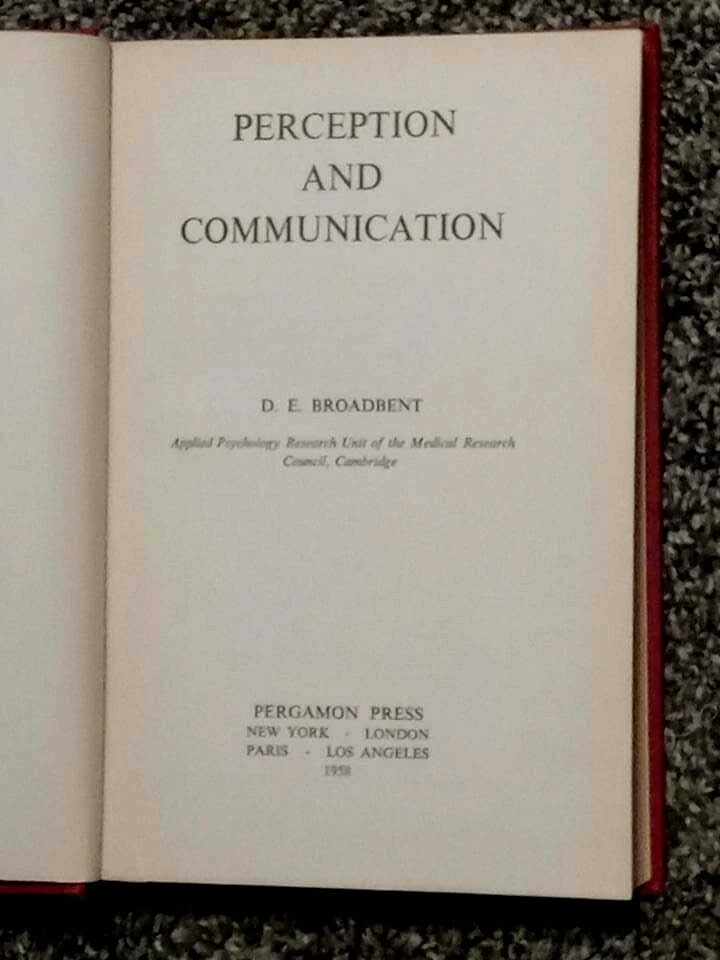 PERCEPTION
AND
COMMUNICATION
D. E. BROADBENT
Applied Psychology Research Unit of the Medical Research
Council, Cambridge
PERGAMON PRESS
NEW YORK - LONDON
PARIS - LOS ANGELES
1958